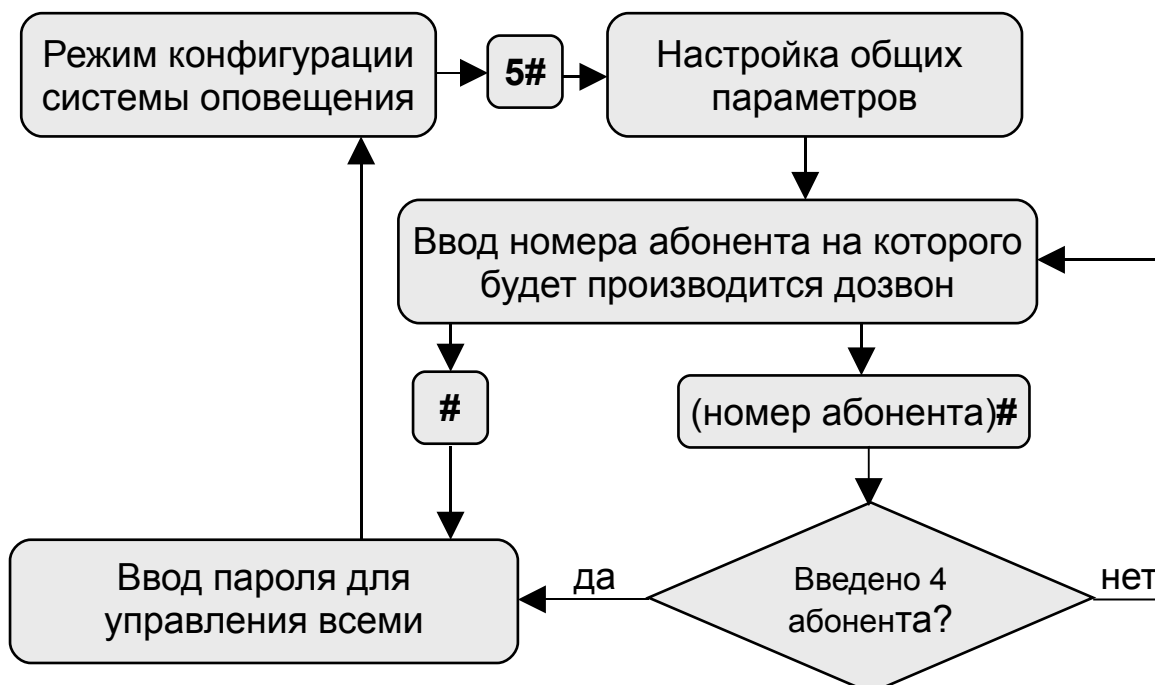 Режим конфигурации
системы оповещения
5#
Настройка общих
параметров
Ввод номера абонента на которого
будет производится дозвон
#
(номер абонента)#
Ввод пароля для
управления всеми
да
Введено 4
абонента?
нет